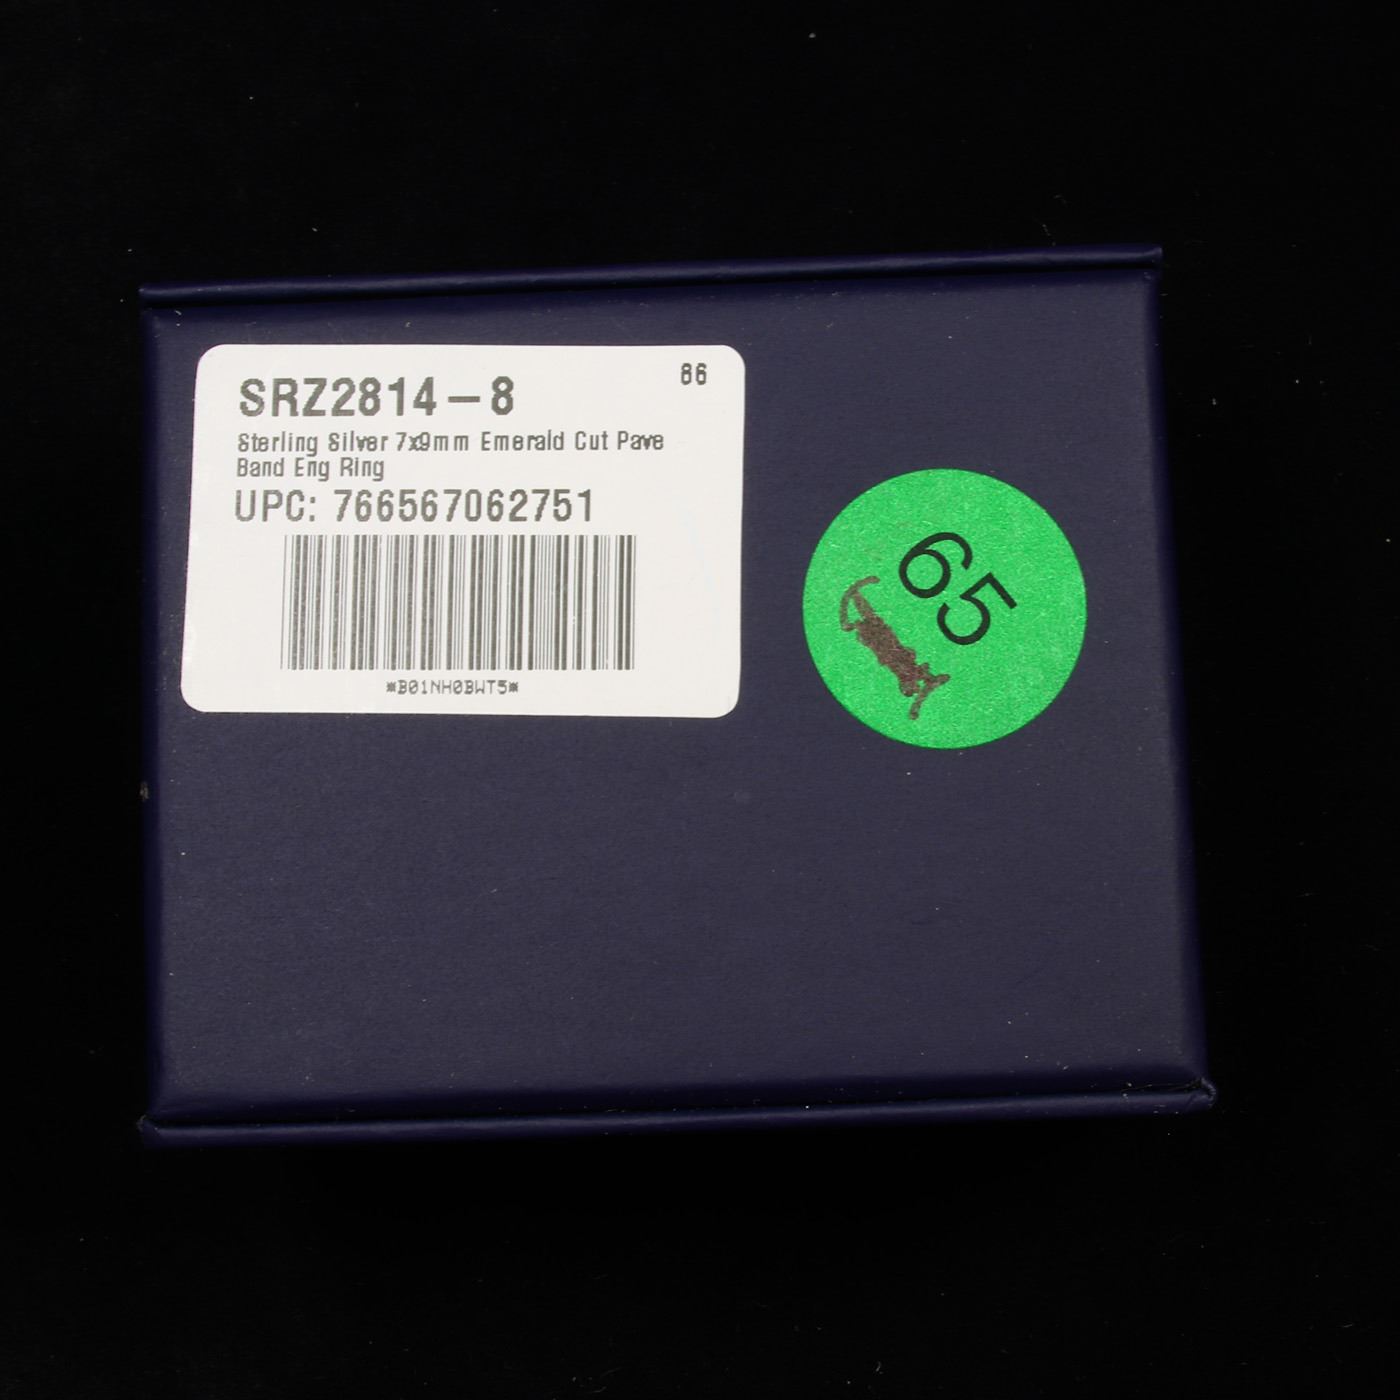 SRZ2814-8
86
Sterling Silver 7x9mm Emerald Cut Pave
Band Eng Ring
UPC: 766567062751
*B01NH0BWT5*
65